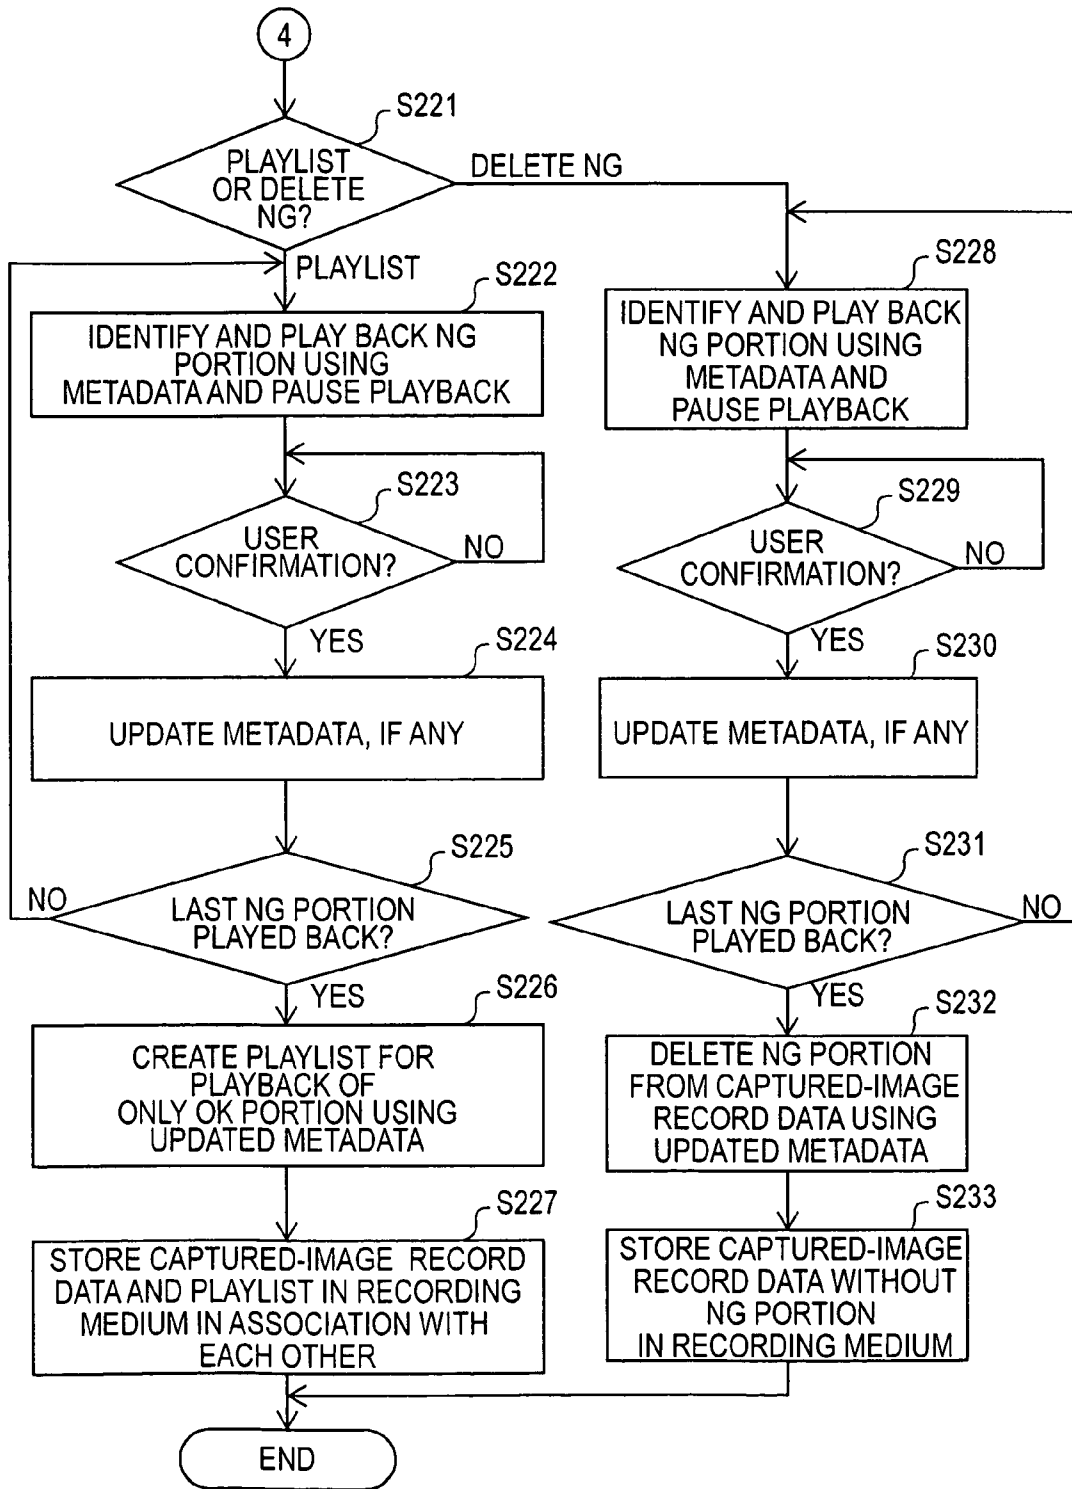 4
S221
PLAYLIST
OR DELETE
NG?
DELETE NG
PLAYLIST
S222
IDENTIFY AND PLAY BACK NG
PORTION USING
METADATA AND PAUSE PLAYBACK
S223
USER
CONFIRMATION?
NO
YES
S224
UPDATE METADATA, IF ANY
S225
NO
LAST NG PORTION
PLAYED BACK?
YES
S226
CREATE PLAYLIST FOR
PLAYBACK OF
ONLY OK PORTION USING
UPDATED METADATA
S227
STORE CAPTURED-IMAGE RECORD
DATA AND PLAYLIST IN RECORDING
MEDIUM IN ASSOCIATION WITH
EACH OTHER
S228
IDENTIFY AND PLAY BACK
NG PORTION USING
METADATA AND
PAUSE PLAYBACK
S229
USER
CONFIRMATION?
NO
YES
S230
UPDATE METADATA, IF ANY
S231
LAST NG PORTION
PLAYED BACK?
NO
YES
S232
DELETE NG PORTION
FROM CAPTURED-IMAGE
RECORD DATA USING
UPDATED METADATA
S233
STORE CAPTURED-IMAGE
RECORD DATA WITHOUT
NG PORTION
IN RECORDING MEDIUM
END